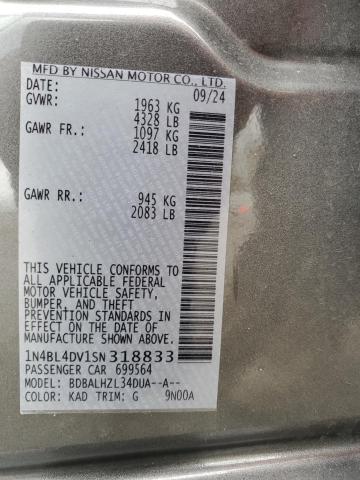 MFD BY NISSAN MOTOR CO., LTD.
DATE: 09/24
GVWR: 1963 KG
4328 LB
GAWR FR: 1097 KG
2418 LB
GAWR RR: 945 KG
2083 LB
THIS VEHICLE CONFORMS TO
ALL APPLICABLE FEDERAL
MOTOR VEHICLE SAFETY,
BUMPER, AND THEFT
PREVENTION STANDARDS IN
EFFECT ON THE DATE OF
MANUFACTURE SHOWN ABOVE.
1N4BL4DV1SN318833
PASSENGER CAR 699564
MODEL: BDBALHZL34DUA--A--
COLOR: KAD TRIM: G 9N00A